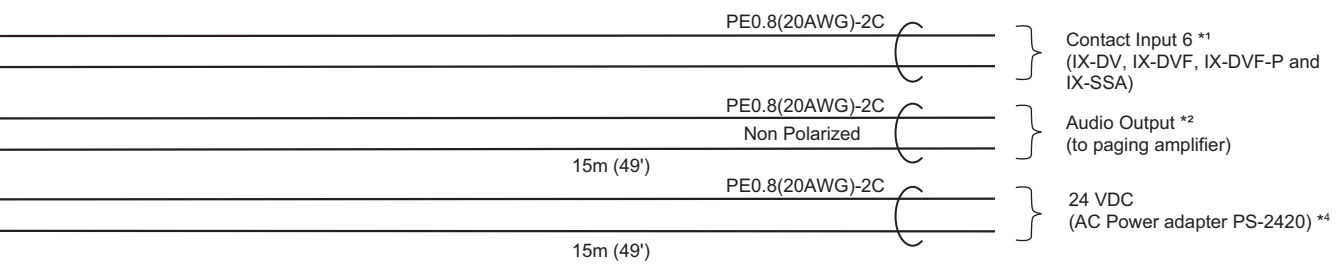 PE0.8(20AWG)-2C
Contact Input 6 *¹
(IX-DV, IX-DVF, IX-DVF-P and
IX-SSA)
PE0.8(20AWG)-2C
Non Polarized
Audio Output *²
(to paging amplifier)
15m (49')
PE0.8(20AWG)-2C
24 VDC
(AC Power adapter PS-2420) *⁴
15m (49')